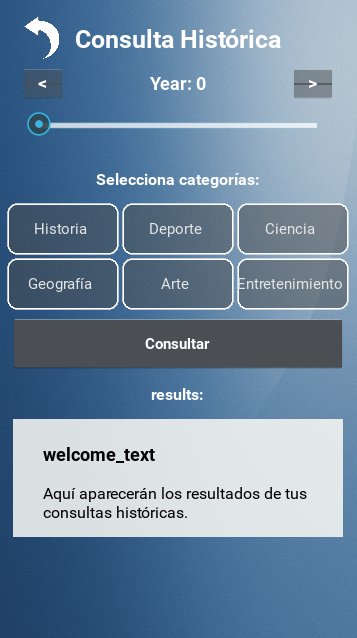 Consulta Histórica
< Year: 0 >
Selecciona categorías:
Historia Deporte Ciencia
Geografía Arte Entretenimiento
Consultar
results:
welcome_text
Aquí aparecerán los resultados de tus
consultas históricas.